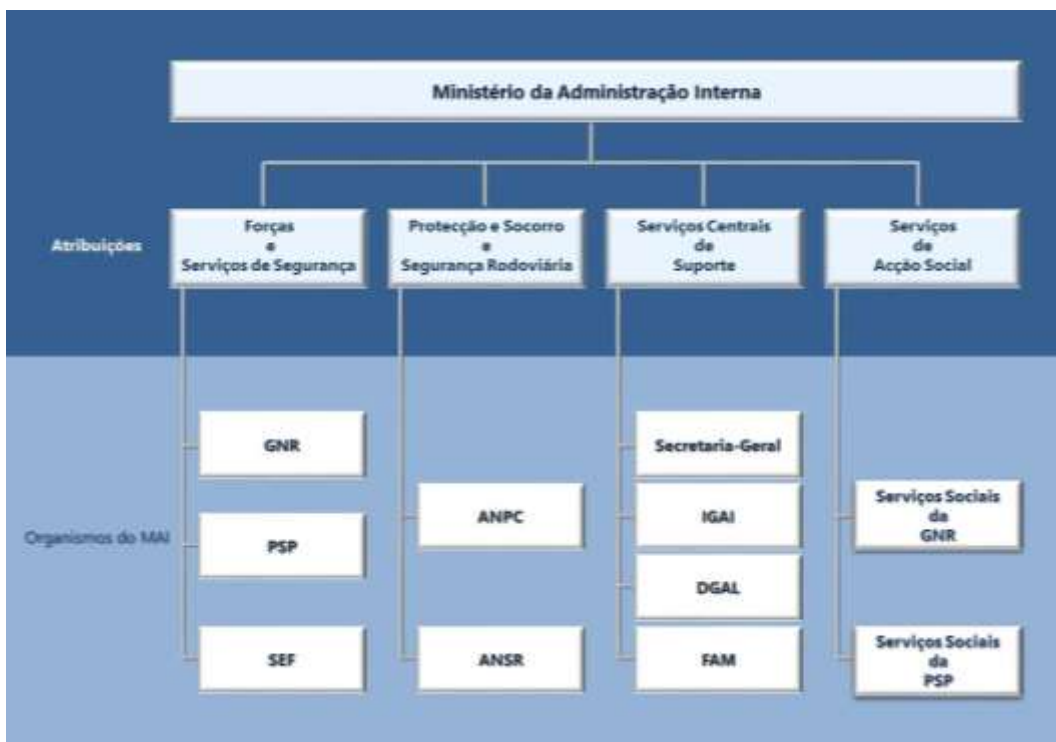 Ministério da Administração Interna
Atribuições
Forças
e
Serviços de Segurança
Protecção e Socorro
e
Segurança Rodoviária
Serviços Centrais
de
Suporte
Serviços
de
Acção Social
Organismos do MAI
GNR
PSP
SEF
ANPC
ANSR
Secretaria-Geral
IGAI
DGAL
FAM
Serviços Sociais
da
GNR
Serviços Sociais
da
PSP